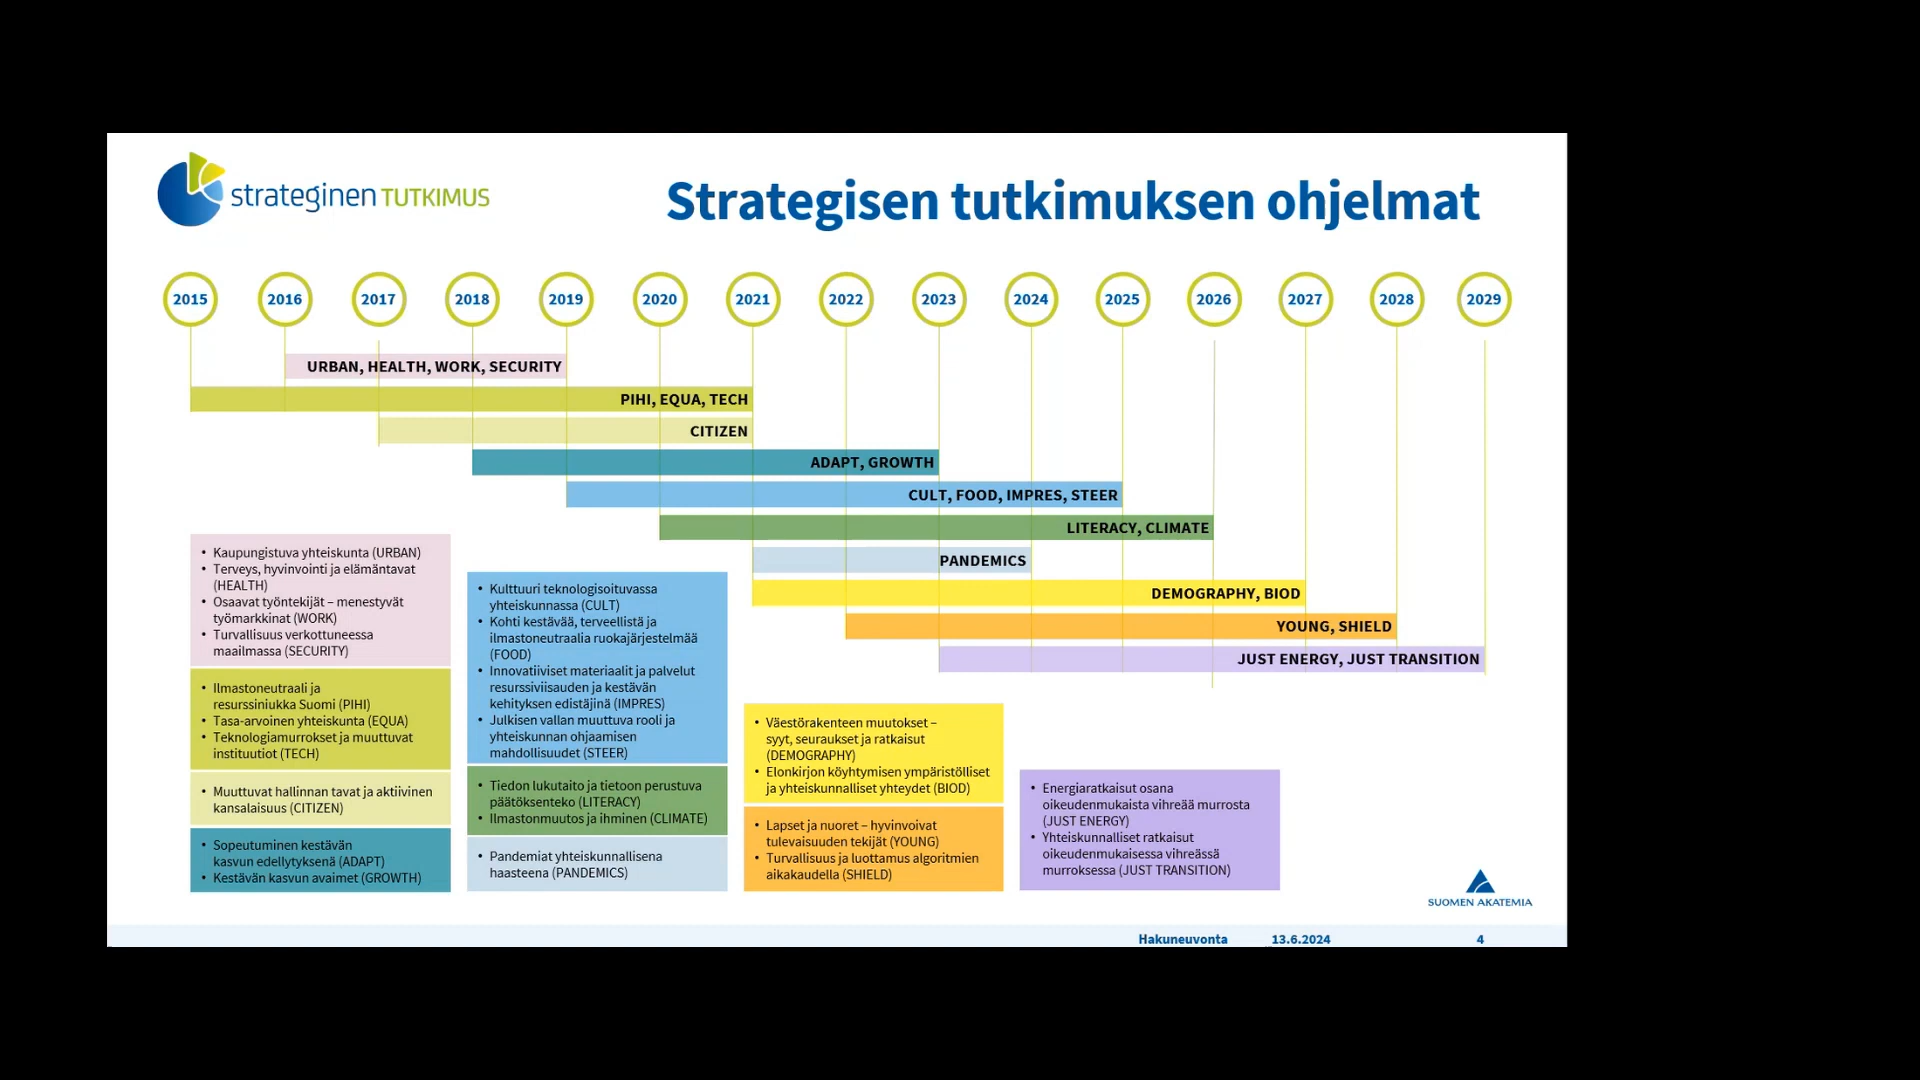 strateginen TUTKIMUS
Strategisen tutkimuksen ohjelmat
2015 2016 2017 2018 2019 2020 2021 2022 2023 2024 2025 2026 2027 2028 2029
URBAN, HEALTH, WORK, SECURITY
PIHI, EQUA, TECH
CITIZEN
ADAPT, GROWTH
CULT, FOOD, IMPRES, STEER
LITERACY, CLIMATE
PANDEMICS
DEMOGRAPHY, BIOD
YOUNG, SHIELD
JUST ENERGY, JUST TRANSITION
• Kaupungistuva yhteiskunta (URBAN)
• Terveys, hyvinvointi ja elämäntavat
(HEALTH)
• Osaavat työntekijät – menestyvät
työmarkkinat (WORK)
• Turvallisuus verkottuneessa
maailmassa (SECURITY)
• Ilmastoneutraali ja
resurssiniukka Suomi (PIHI)
• Tasa-arvoinen yhteiskunta (EQUA)
• Teknologiamurrokset ja muuttuvat
instituutiot (TECH)
• Muuttuvat hallinnan tavat ja aktiivinen
kansalaisuus (CITIZEN)
• Sopeutuminen kestävän
kasvun edellytyksenä (ADAPT)
• Kestävän kasvun avaimet (GROWTH)
• Kulttuuri teknologisoituvassa
yhteiskunnassa (CULT)
• Kohti kestävää, terveellistä ja
ilmastoneutraalia ruokajärjestelmää
(FOOD)
• Innovatiiviset materiaalit ja palvelut
resurssiviisauden ja kestävän
kehityksen edistäjinä (IMPRES)
• Julkisen vallan muuttuva rooli ja
yhteiskunnan ohjaamisen
mahdollisuudet (STEER)
• Tiedon lukutaito ja tietoon perustuva
päätöksenteko (LITERACY)
• Ilmastonmuutos ja ihminen (CLIMATE)
• Pandemiat yhteiskunnallisena
haasteena (PANDEMICS)
• Väestörakenteen muutokset –
syyt, seuraukset ja ratkaisut
(DEMOGRAPHY)
• Elonkirjon köyhtymisen ympäristölliset
ja yhteiskunnalliset yhteydet (BIOD)
• Lapset ja nuoret – hyvinvoivat
tulevaisuuden tekijät (YOUNG)
• Turvallisuus ja luottamus algoritmien
aikakaudella (SHIELD)
• Energiaratkaisut osana
oikeudenmukaista vihreää murrosta
(JUST ENERGY)
• Yhteiskunnalliset ratkaisut
oikeudenmukaisessa vihreässä
murroksessa (JUST TRANSITION)
SUOMEN AKATEMIA
Hakuneuvonta 13.6.2024 4